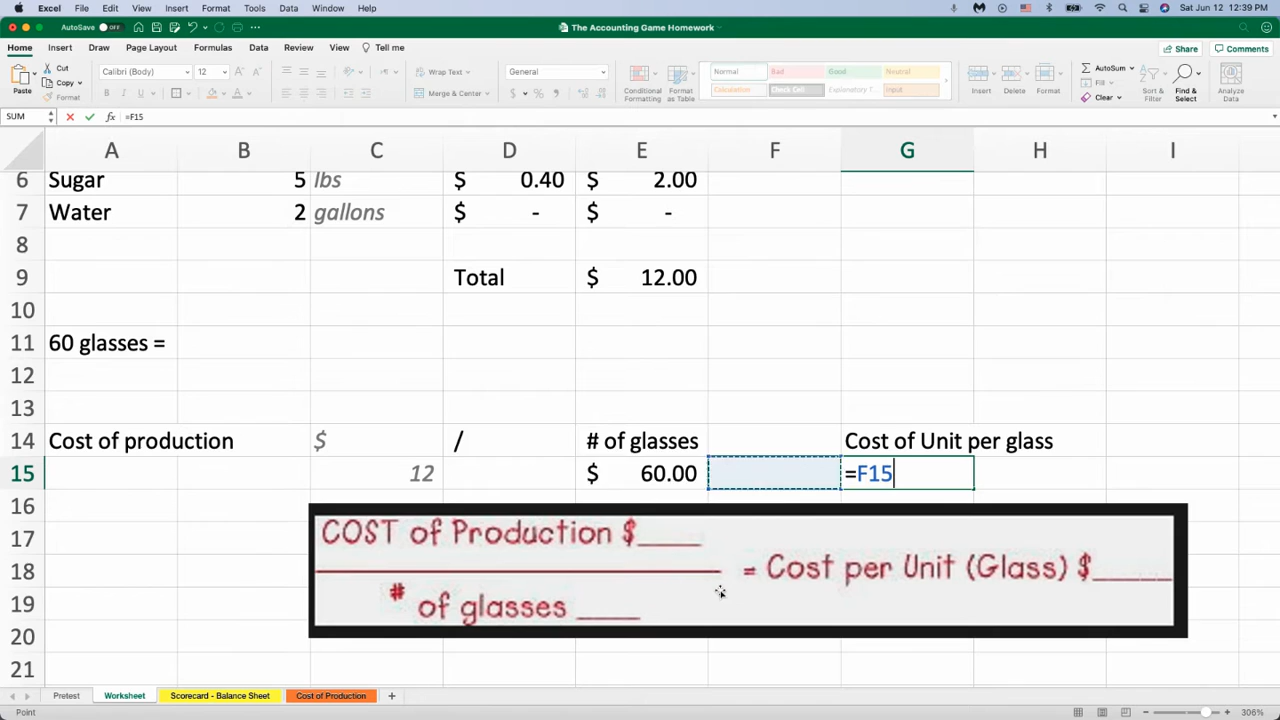 Excel File Edit View Insert Format Tools Data Window Help Sat Jun 12 12:39 PM
AutoSave OFF The Accounting Game Homework
Home Insert Draw Page Layout Formulas Data Review View Tell me Share Comments
Paste Cut Copy Format
Calibri (Body) 12 Wrap Text Merge & Center General
Conditional Formatting Format as Table
Normal Bad Good Neutral
Calculation Check Cell Explanatory T... Input
Insert Delete Format AutoSum Fill Clear Sort & Filter Find & Select Analyze Data
SUM fx =F15
A B C D E F G H I
6 Sugar 5 lbs $ 0.40 $ 2.00
7 Water 2 gallons $ - $ -
8
9 Total $ 12.00
10
11 60 glasses =
12
13
14 Cost of production $ / # of glasses Cost of Unit per glass
15 12 $ 60.00 =F15
16
17 COST of Production $____
18 = Cost per Unit (Glass) $_____
19 # of glasses ____
20
21
Pretest Worksheet Scorecard - Balance Sheet Cost of Production +
Point 306%